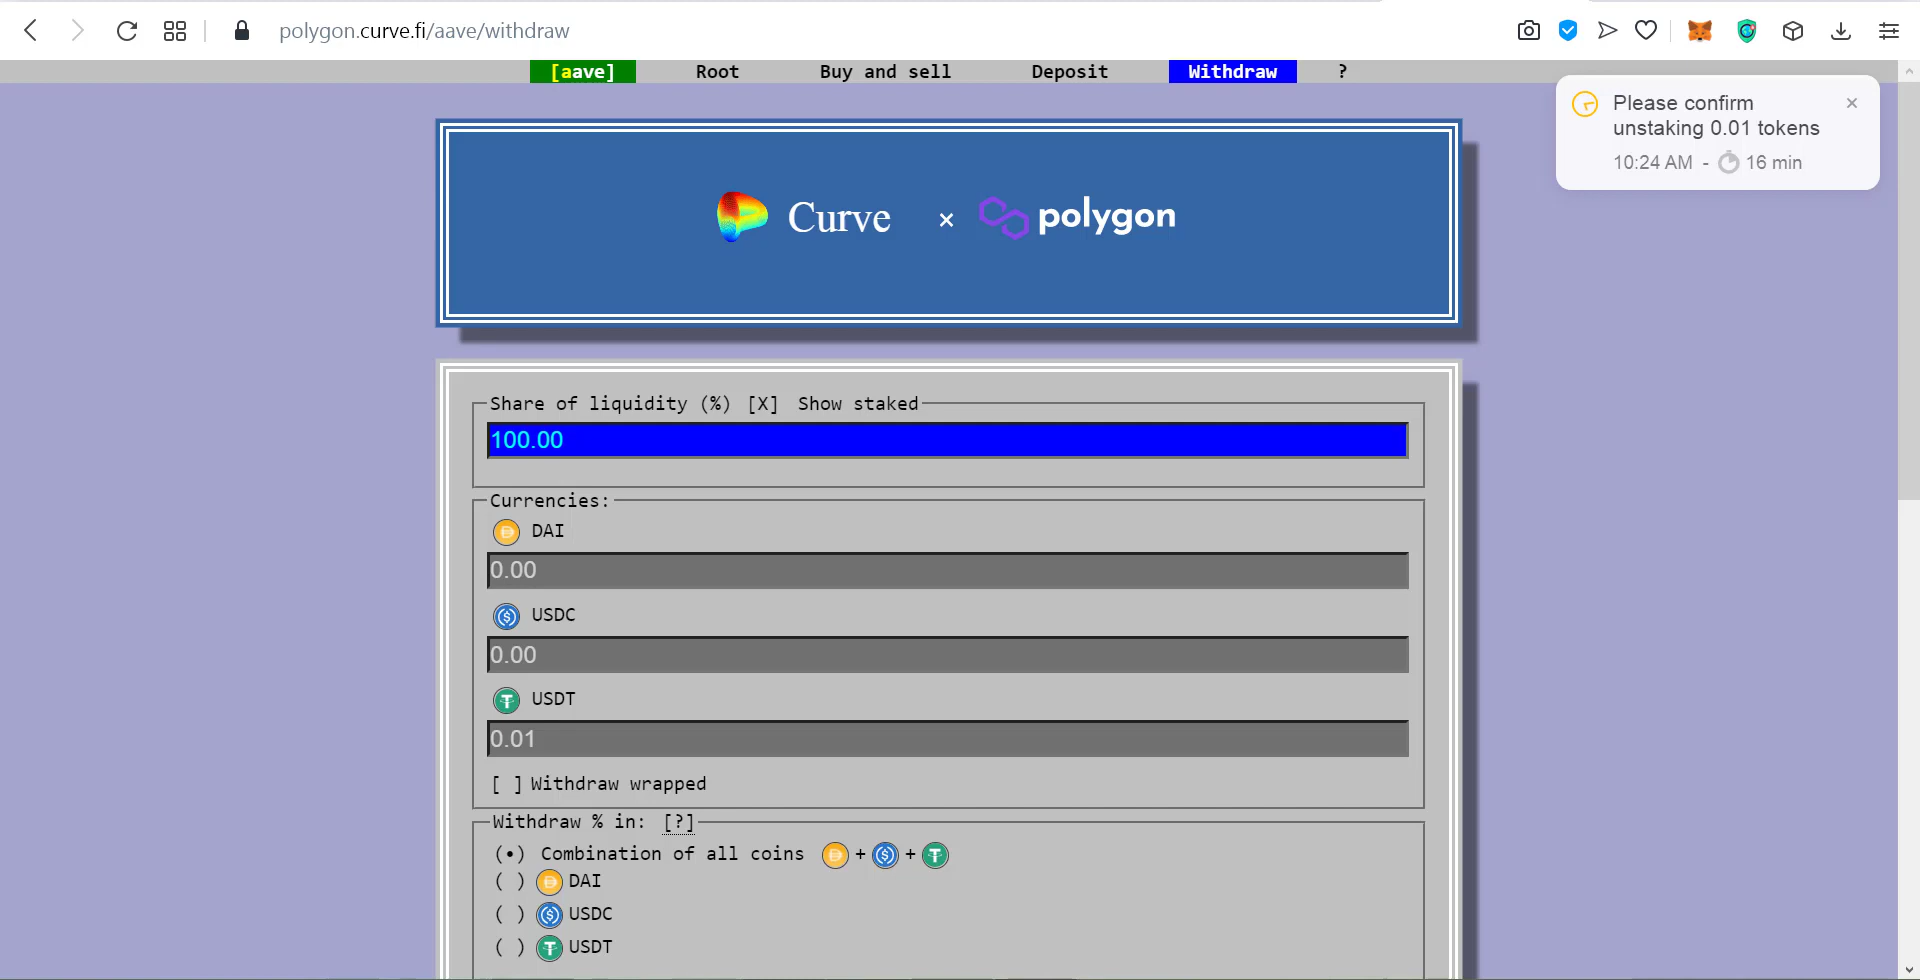 polygon.curve.fi/aave/withdraw
[aave] Root Buy and sell Deposit Withdraw ?
Please confirm
unstaking 0.01 tokens
10:24 AM - 16 min
Curve × polygon
Share of liquidity (%) [X] Show staked
100.00
Currencies:
DAI
0.00
USDC
0.00
USDT
0.01
[ ] Withdraw wrapped
Withdraw % in: [?]
(•) Combination of all coins + +
( ) DAI
( ) USDC
( ) USDT